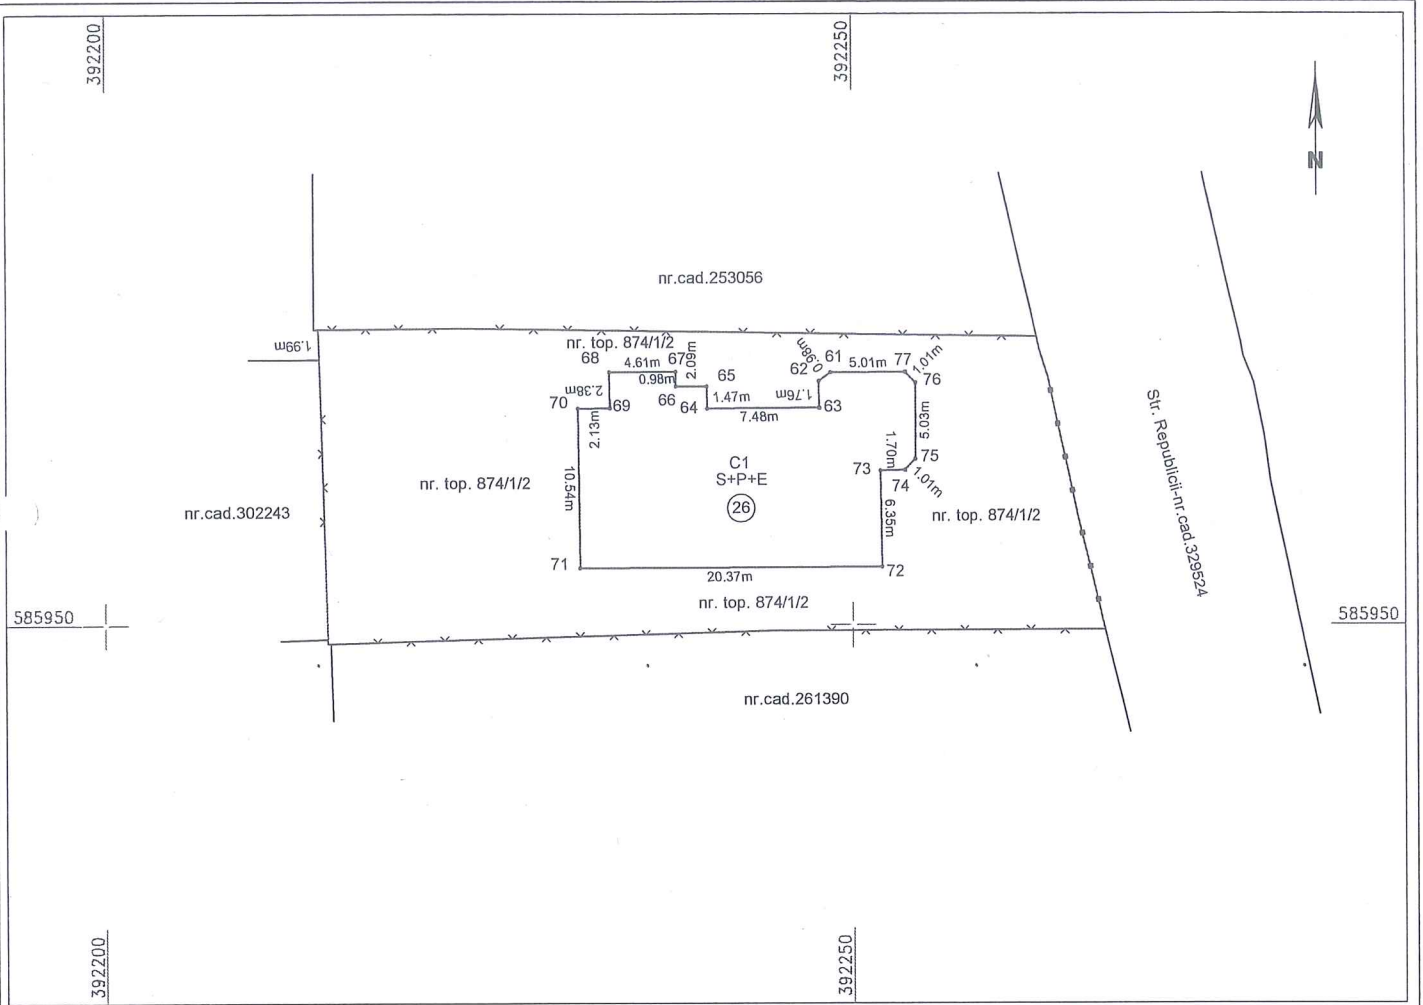 392200
392250
N
nr.cad.253056
1.99m
nr. top. 874/1/2
68
4.61m
67
2.09m
0.98m
65
66
64
1.47m
7.48m
62
0.98m
61
5.01m
77
1.01m
76
1.76m
63
2.38m
70
69
2.13m
5.03m
Str. Republicii-nr.cad.329524
C1
S+P+E
26
1.70m
75
73
74
1.01m
nr. top. 874/1/2
10.54m
6.35m
nr.cad.302243
nr. top. 874/1/2
71
20.37m
72
nr. top. 874/1/2
585950
585950
nr.cad.261390
392200
392250